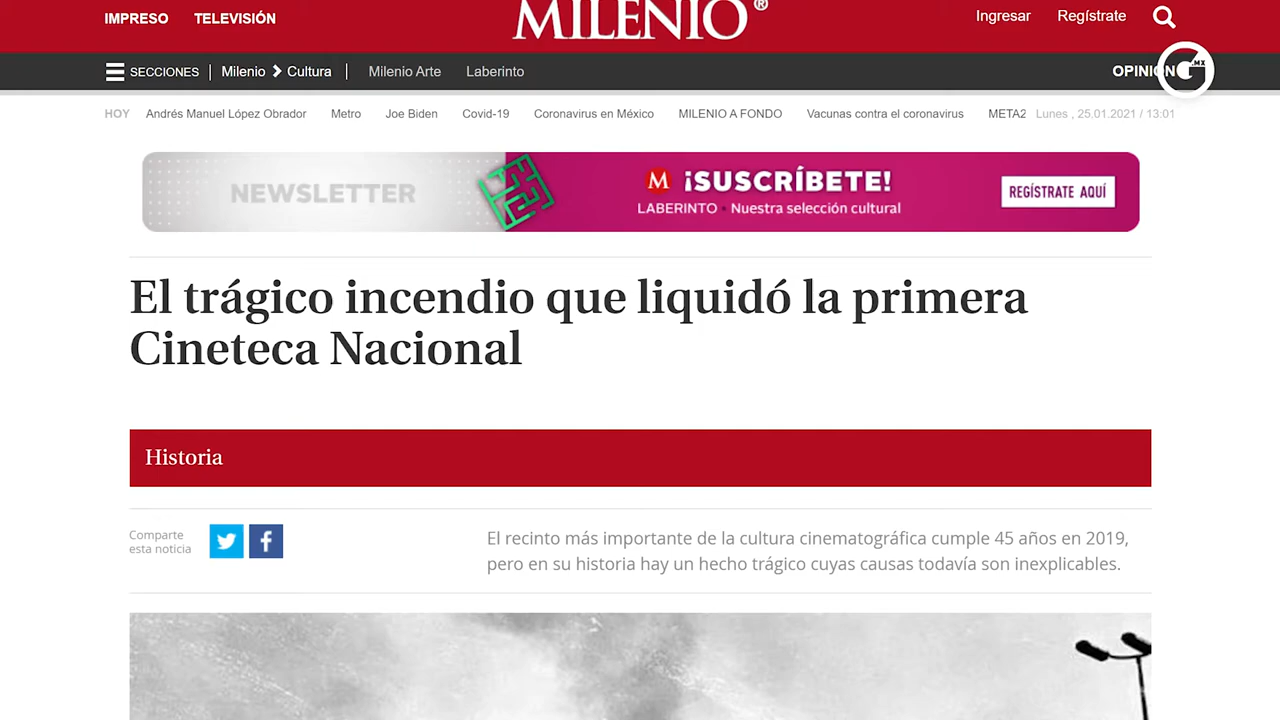 IMPRESO TELEVISIÓN MILENIO® Ingresar Regístrate
SECCIONES Milenio Cultura Milenio Arte Laberinto OPINIÓN G.MX
HOY Andrés Manuel López Obrador Metro Joe Biden Covid-19 Coronavirus en México MILENIO A FONDO Vacunas contra el coronavirus META2 Lunes , 25.01.2021 / 13:01
NEWSLETTER
M ¡SUSCRÍBETE!
LABERINTO • Nuestra selección cultural
REGÍSTRATE AQUÍ
El trágico incendio que liquidó la primera
Cineteca Nacional
Historia
Comparte
esta noticia
El recinto más importante de la cultura cinematográfica cumple 45 años en 2019,
pero en su historia hay un hecho trágico cuyas causas todavía son inexplicables.